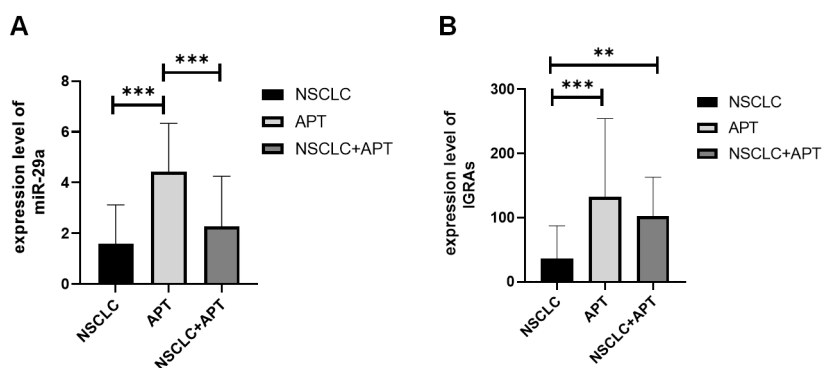 A
expression level of
miR-29a
8
6
4
2
0
***
***
NSCLC
APT
NSCLC+APT
NSCLC
APT
NSCLC+APT
B
expression level of
IGRAs
300
200
100
0
**
***
NSCLC
APT
NSCLC+APT
NSCLC
APT
NSCLC+APT